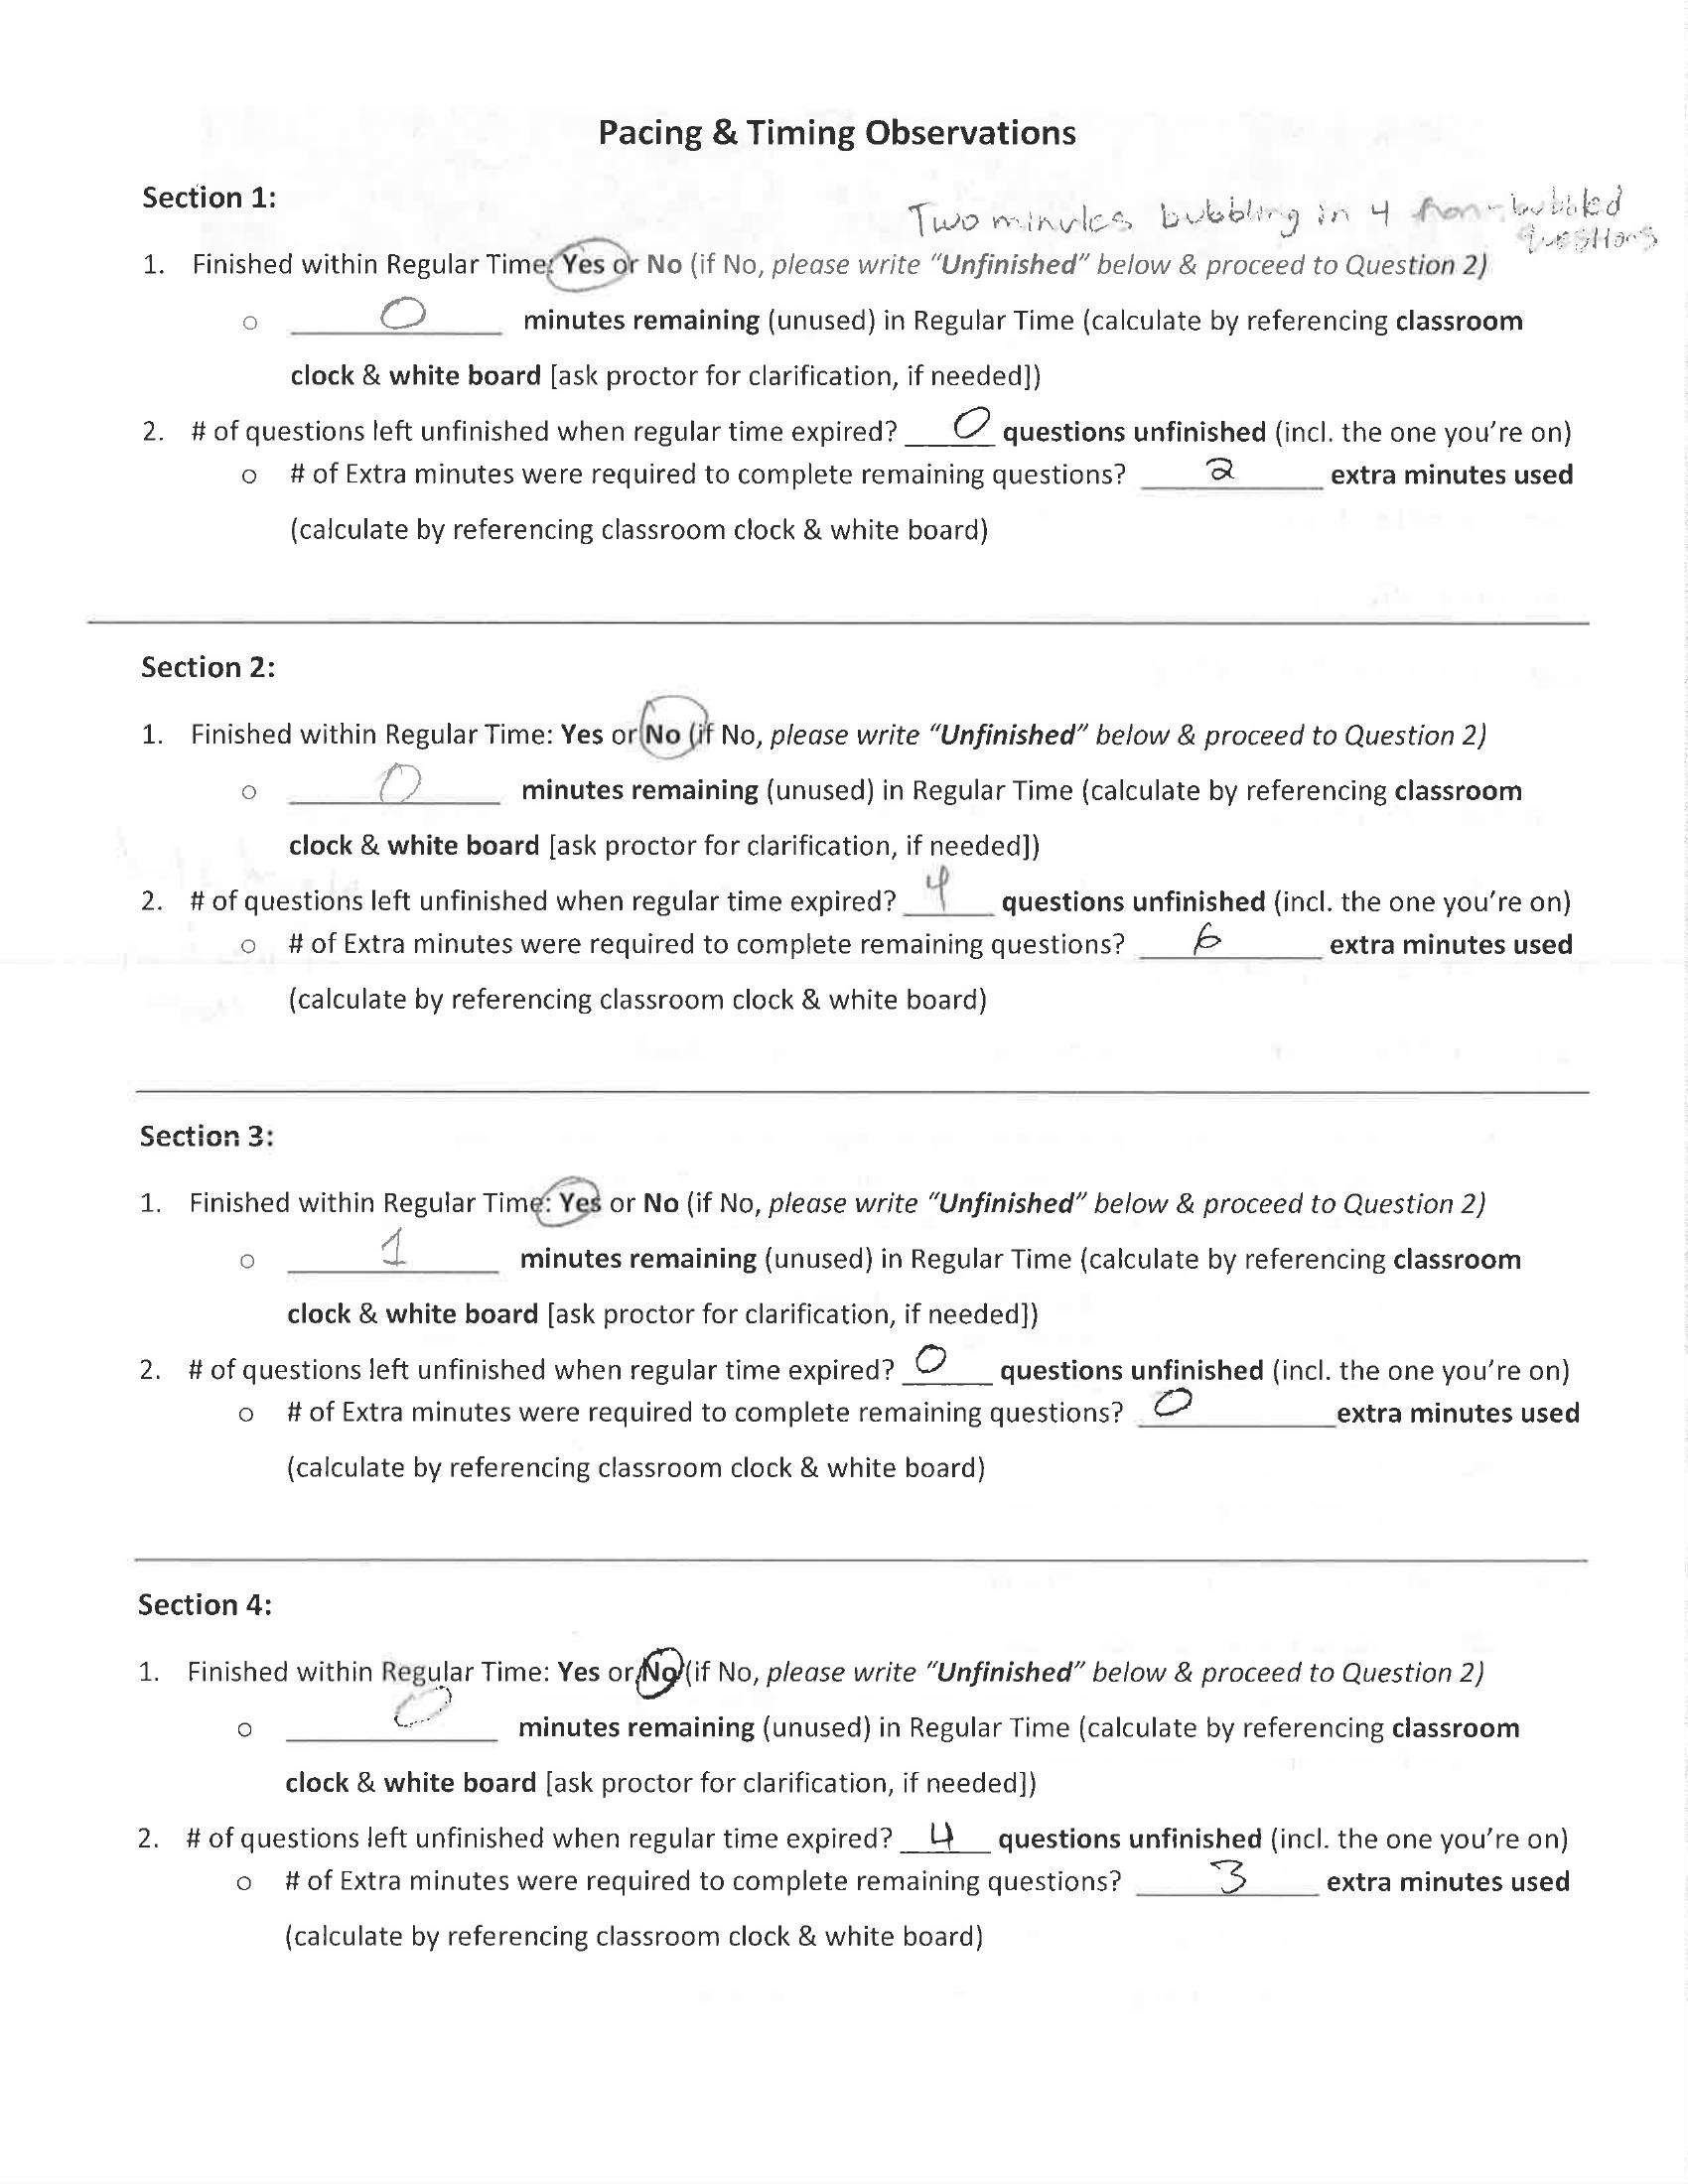 Pacing & Timing Observations
Section 1:
Two minutes bubbling in 4 non-bubbled
questions
1. Finished within Regular Time: Yes or No (if No, please write “Unfinished” below & proceed to Question 2)
o 0 minutes remaining (unused) in Regular Time (calculate by referencing classroom
clock & white board [ask proctor for clarification, if needed])
2. # of questions left unfinished when regular time expired? 0 questions unfinished (incl. the one you’re on)
o # of Extra minutes were required to complete remaining questions? 2 extra minutes used
(calculate by referencing classroom clock & white board)
Section 2:
1. Finished within Regular Time: Yes or No (if No, please write “Unfinished” below & proceed to Question 2)
o 0 minutes remaining (unused) in Regular Time (calculate by referencing classroom
clock & white board [ask proctor for clarification, if needed])
2. # of questions left unfinished when regular time expired? 4 questions unfinished (incl. the one you’re on)
o # of Extra minutes were required to complete remaining questions? 6 extra minutes used
(calculate by referencing classroom clock & white board)
Section 3:
1. Finished within Regular Time: Yes or No (if No, please write “Unfinished” below & proceed to Question 2)
o 1 minutes remaining (unused) in Regular Time (calculate by referencing classroom
clock & white board [ask proctor for clarification, if needed])
2. # of questions left unfinished when regular time expired? 0 questions unfinished (incl. the one you’re on)
o # of Extra minutes were required to complete remaining questions? 0 extra minutes used
(calculate by referencing classroom clock & white board)
Section 4:
1. Finished within Regular Time: Yes or No (if No, please write “Unfinished” below & proceed to Question 2)
o 0 minutes remaining (unused) in Regular Time (calculate by referencing classroom
clock & white board [ask proctor for clarification, if needed])
2. # of questions left unfinished when regular time expired? 4 questions unfinished (incl. the one you’re on)
o # of Extra minutes were required to complete remaining questions? 3 extra minutes used
(calculate by referencing classroom clock & white board)